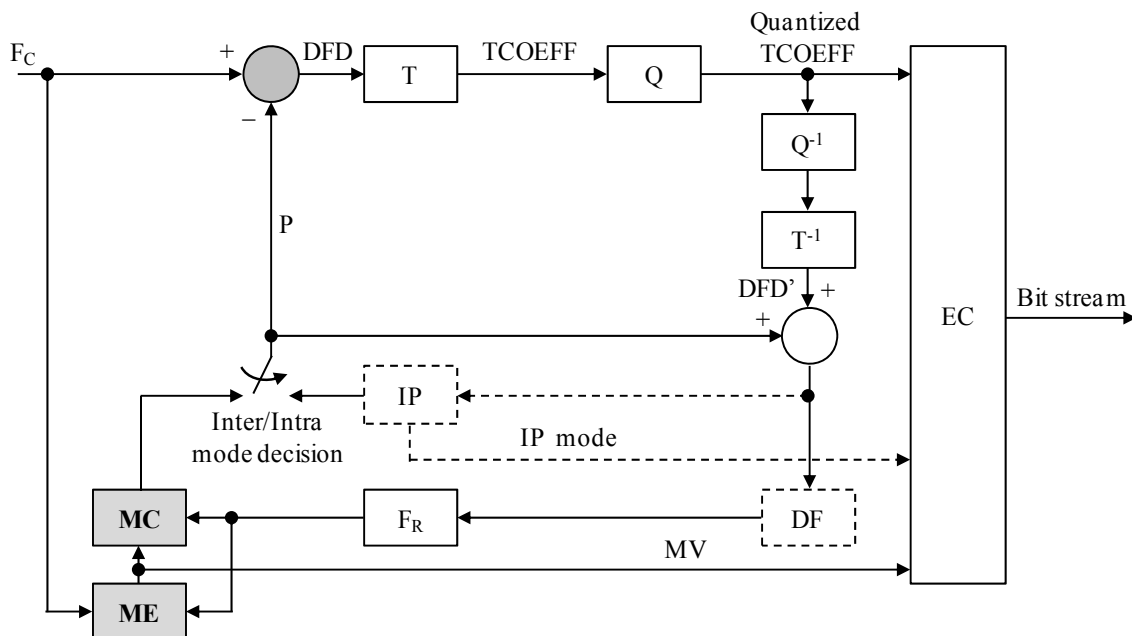 Quantized
TCOEFF
F_C
+
DFD
T
TCOEFF
Q
−
Q⁻¹
P
T⁻¹
DFD’
+
+
EC
Bit stream
IP
Inter/Intra
mode decision
IP mode
MC
F_R
DF
MV
ME